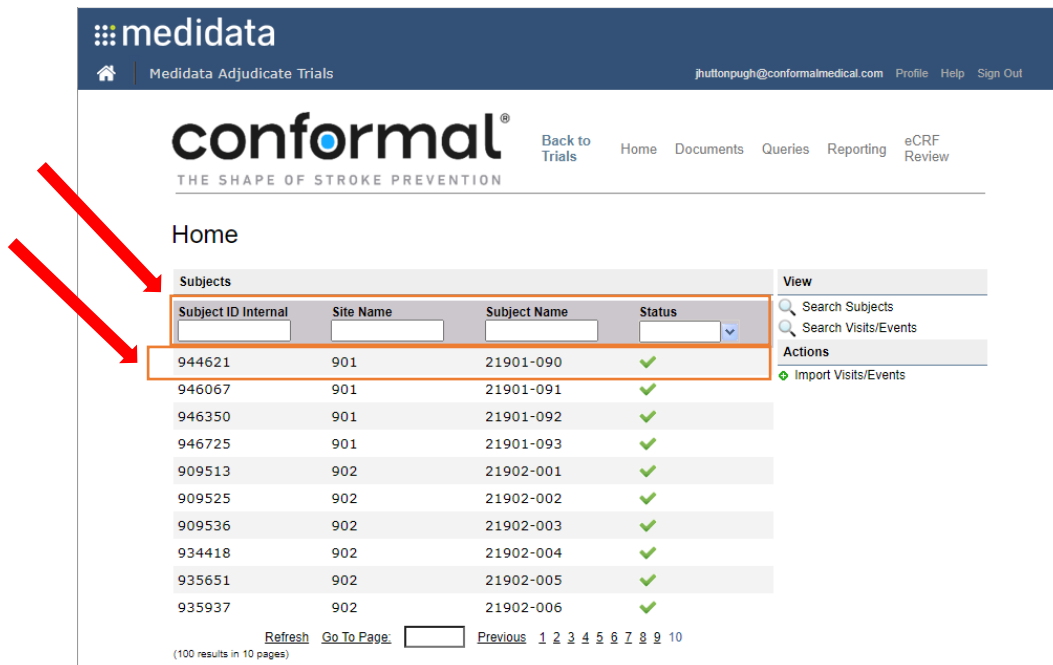 medidata
Medidata Adjudicate Trials
jhuttonpugh@conformalmedical.com Profile Help Sign Out
conformal®
THE SHAPE OF STROKE PREVENTION
Back to Trials Home Documents Queries Reporting eCRF Review
Home
Subjects
Subject ID Internal Site Name Subject Name Status
944621 901 21901-090
946067 901 21901-091
946350 901 21901-092
946725 901 21901-093
909513 902 21902-001
909525 902 21902-002
909536 902 21902-003
934418 902 21902-004
935651 902 21902-005
935937 902 21902-006
Refresh Go To Page: Previous 1 2 3 4 5 6 7 8 9 10
(100 results in 10 pages)
View
Search Subjects
Search Visits/Events
Actions
Import Visits/Events